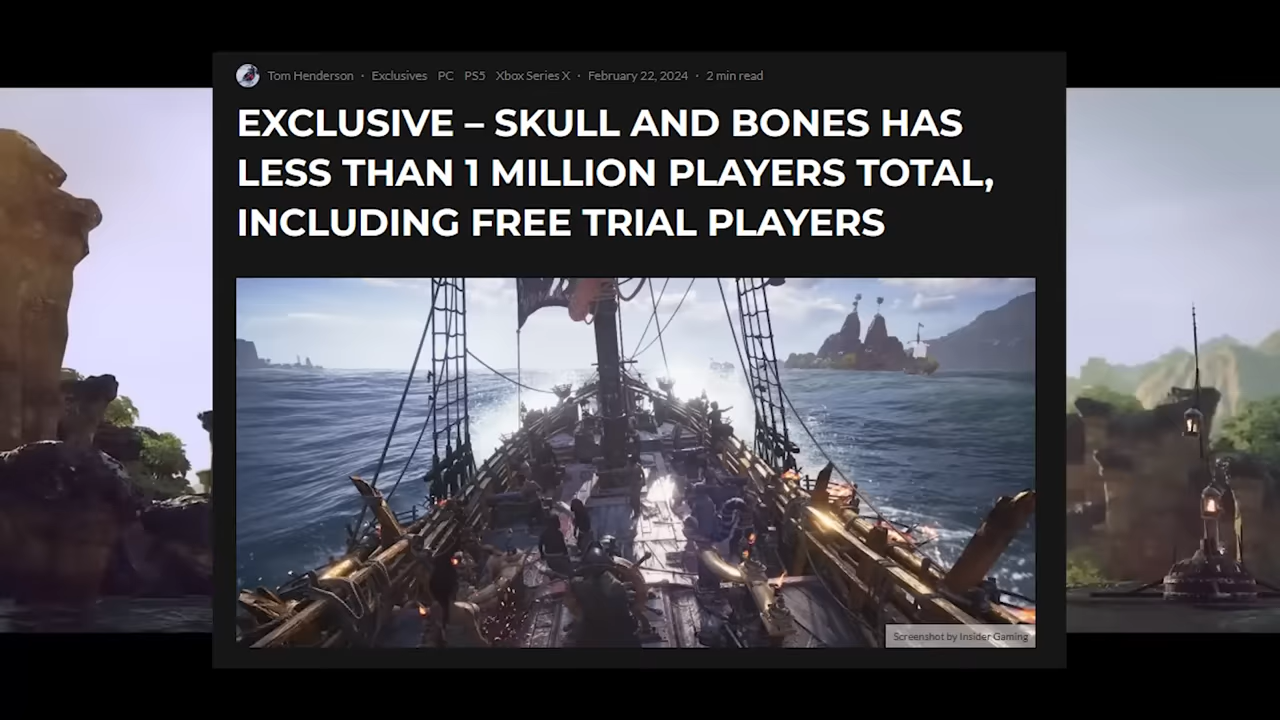 Tom Henderson · Exclusives PC PS5 Xbox Series X · February 22, 2024 · 2 min read
EXCLUSIVE – SKULL AND BONES HAS
LESS THAN 1 MILLION PLAYERS TOTAL,
INCLUDING FREE TRIAL PLAYERS
Screenshot by Insider Gaming